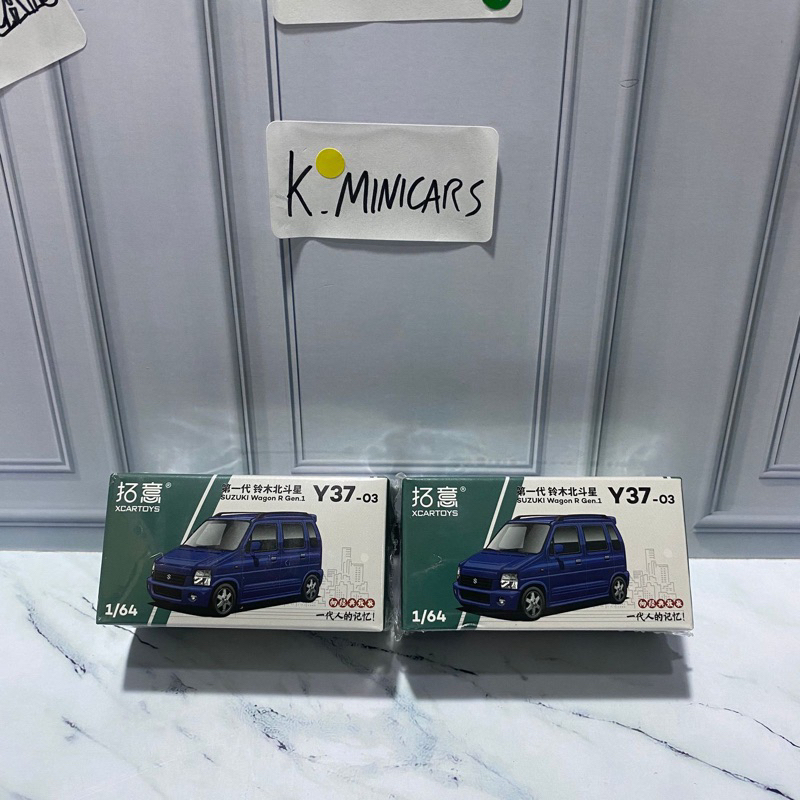 K. MINICARS
拓意®
XCARTOYS
第一代 铃木北斗星
SUZUKI Wagon R Gen.1
Y37-03
1/64
一代人的记忆!
拓意®
XCARTOYS
第一代 铃木北斗星
SUZUKI Wagon R Gen.1
Y37-03
1/64
一代人的记忆!